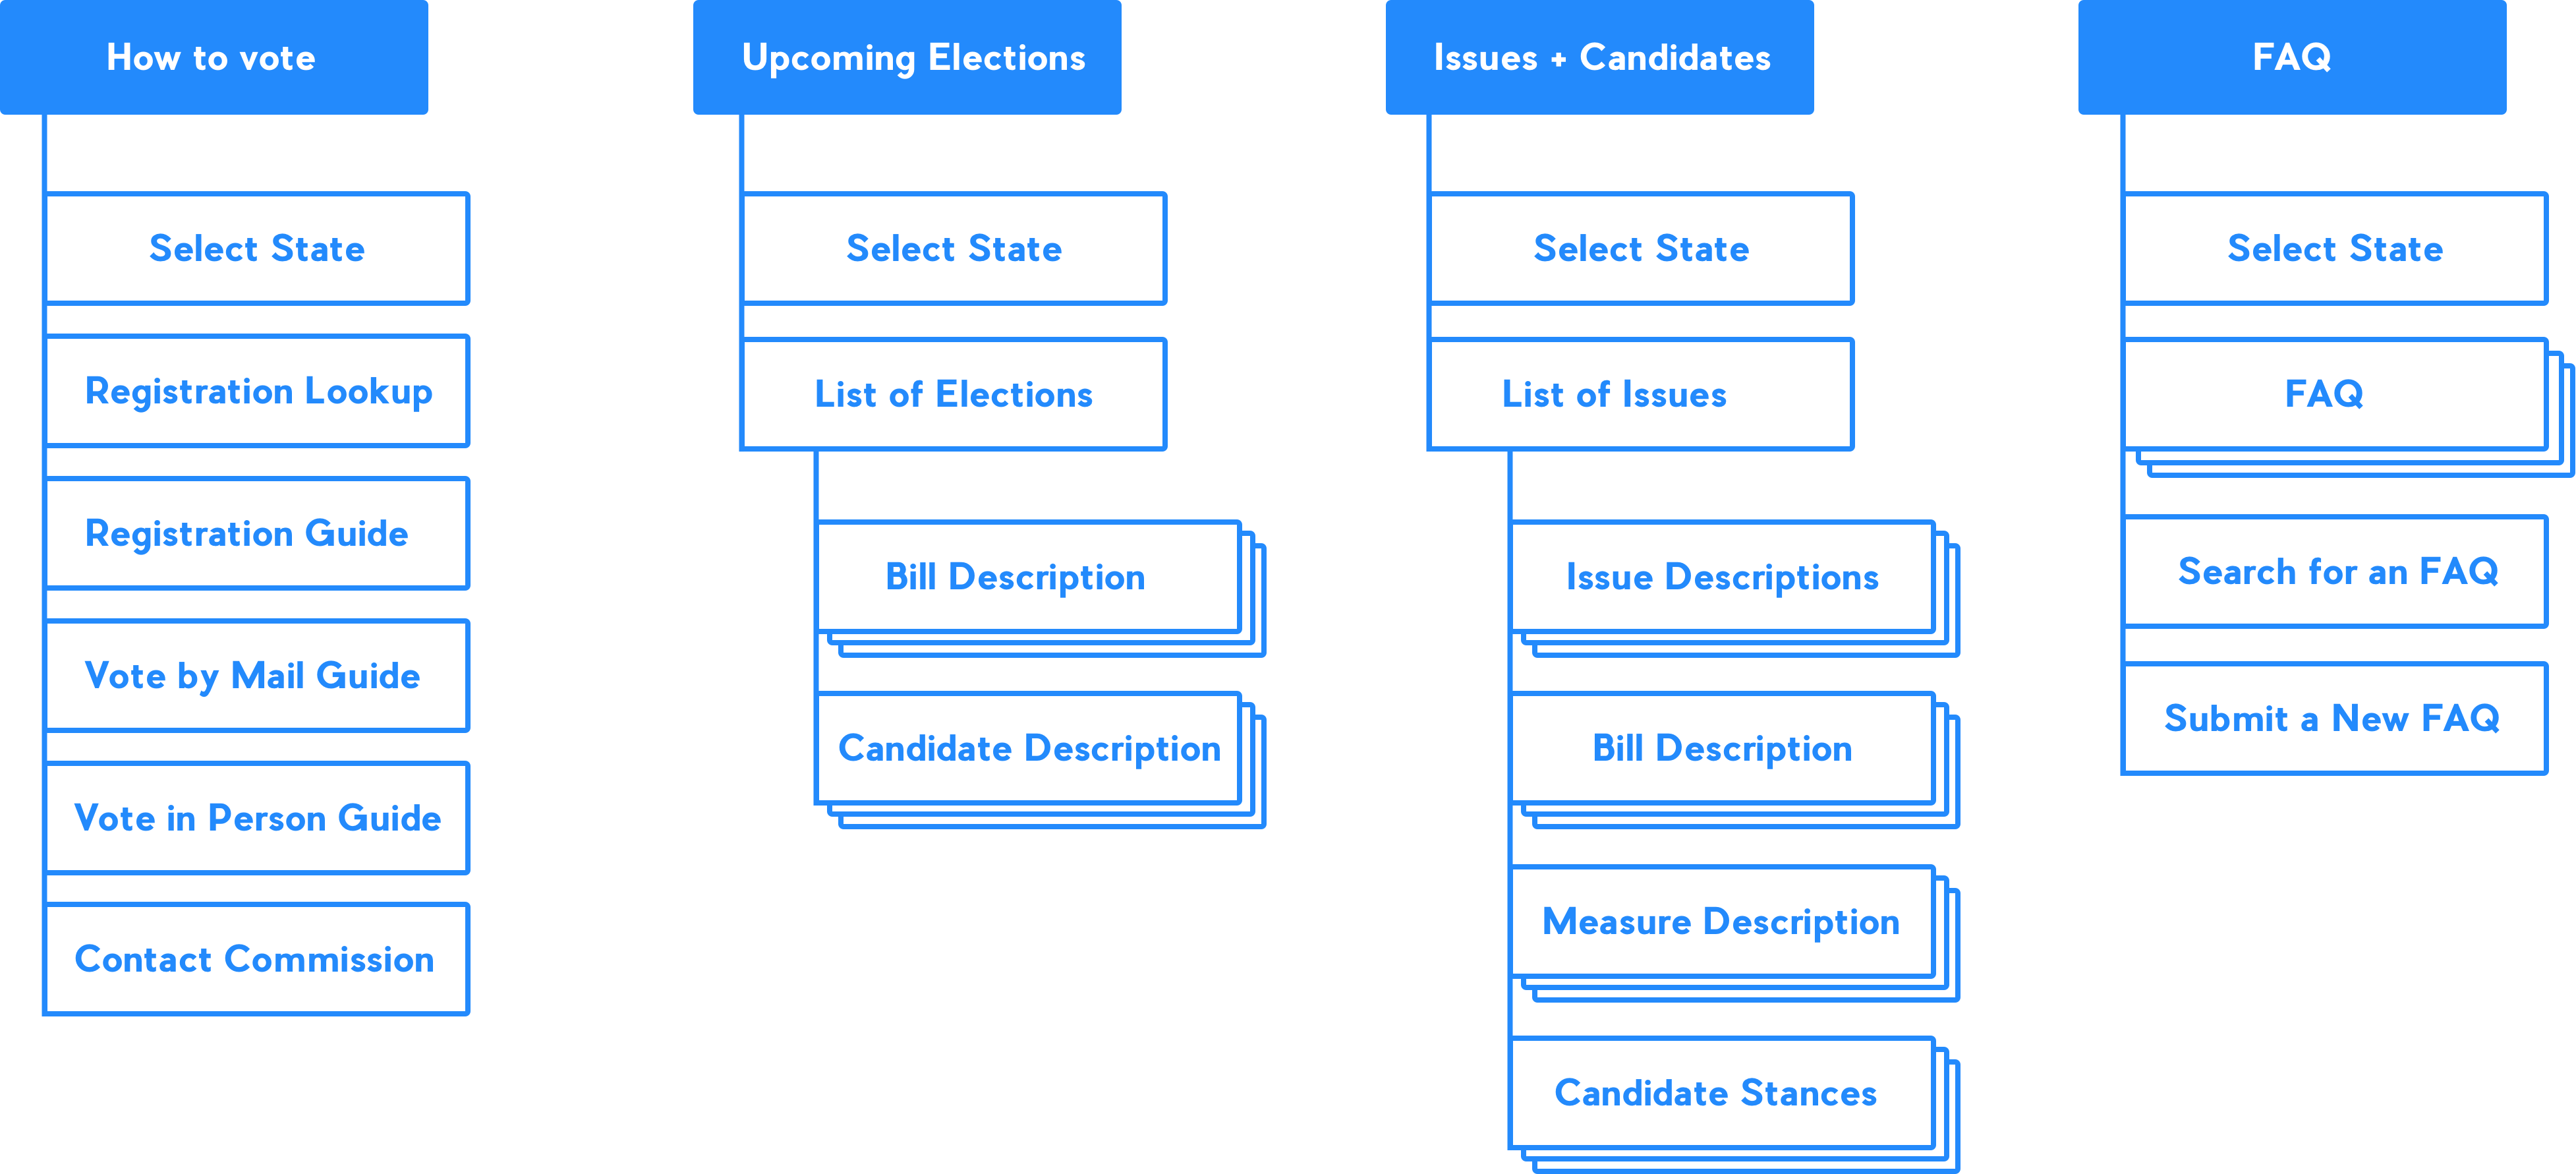 How to vote
Select State
Registration Lookup
Registration Guide
Vote by Mail Guide
Vote in Person Guide
Contact Commission
Upcoming Elections
Select State
List of Elections
Bill Description
Candidate Description
Issues + Candidates
Select State
List of Issues
Issue Descriptions
Bill Description
Measure Description
Candidate Stances
FAQ
Select State
FAQ
Search for an FAQ
Submit a New FAQ